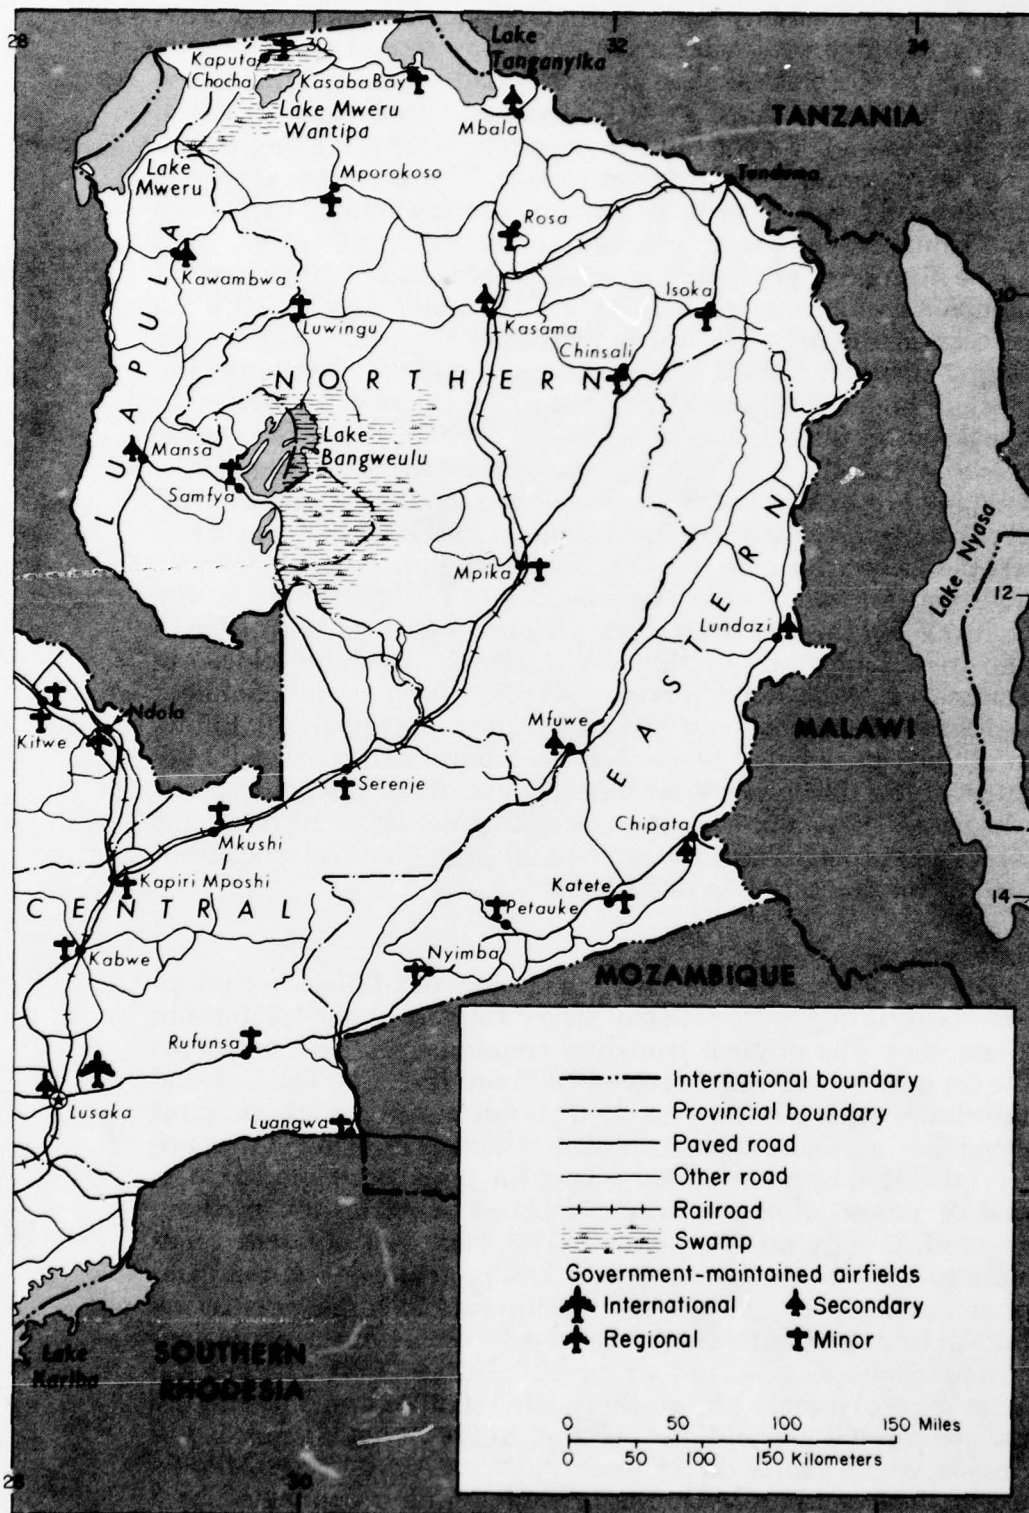 28
30
32
34
Lake
Tanganyika
Kaputa
(Chocha)
Kasaba Bay
Lake Mweru
Wantipa
Mbala
TANZANIA
Lake
Mweru
Mporokoso
Tunduma
Rosa
Kawambwa
Isoka
10
Luwingu
Kasama
Chinsali
NORTHERN
LUAPULA
Mansa
Lake
Bangweulu
Samfya
Lake Nyasa
Mpika
12
Lundazi
EASTERN
Ndola
Kitwe
Mfuwe
MALAWI
Serenje
Mkushi
Chipata
Kapiri Mposhi
Katete
14
CENTRAL
Petauke
Kabwe
Nyimba
MOZAMBIQUE
Rufunsa
Lusaka
Luangwa
International boundary
Provincial boundary
Paved road
Other road
Railroad
Swamp
Government-maintained airfields
International
Secondary
Regional
Minor
Lake
Kariba
SOUTHERN
RHODESIA
0 50 100 150 Miles
0 50 100 150 Kilometers
28
30